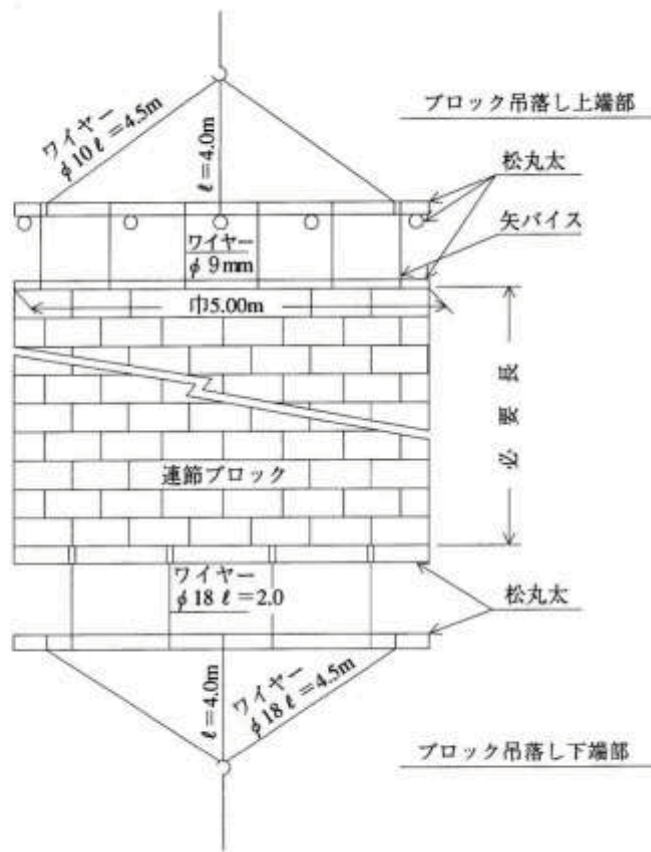 ブロック吊落し上端部
ワイヤー
φ10 ℓ=4.5m
ℓ=4.0m
松丸太
矢バイス
ワイヤー
φ9mm
巾5.00m
必要長
連節ブロック
ワイヤー
φ18 ℓ=2.0
松丸太
ℓ=4.0m
ワイヤー
φ18ℓ=4.5m
ブロック吊落し下端部